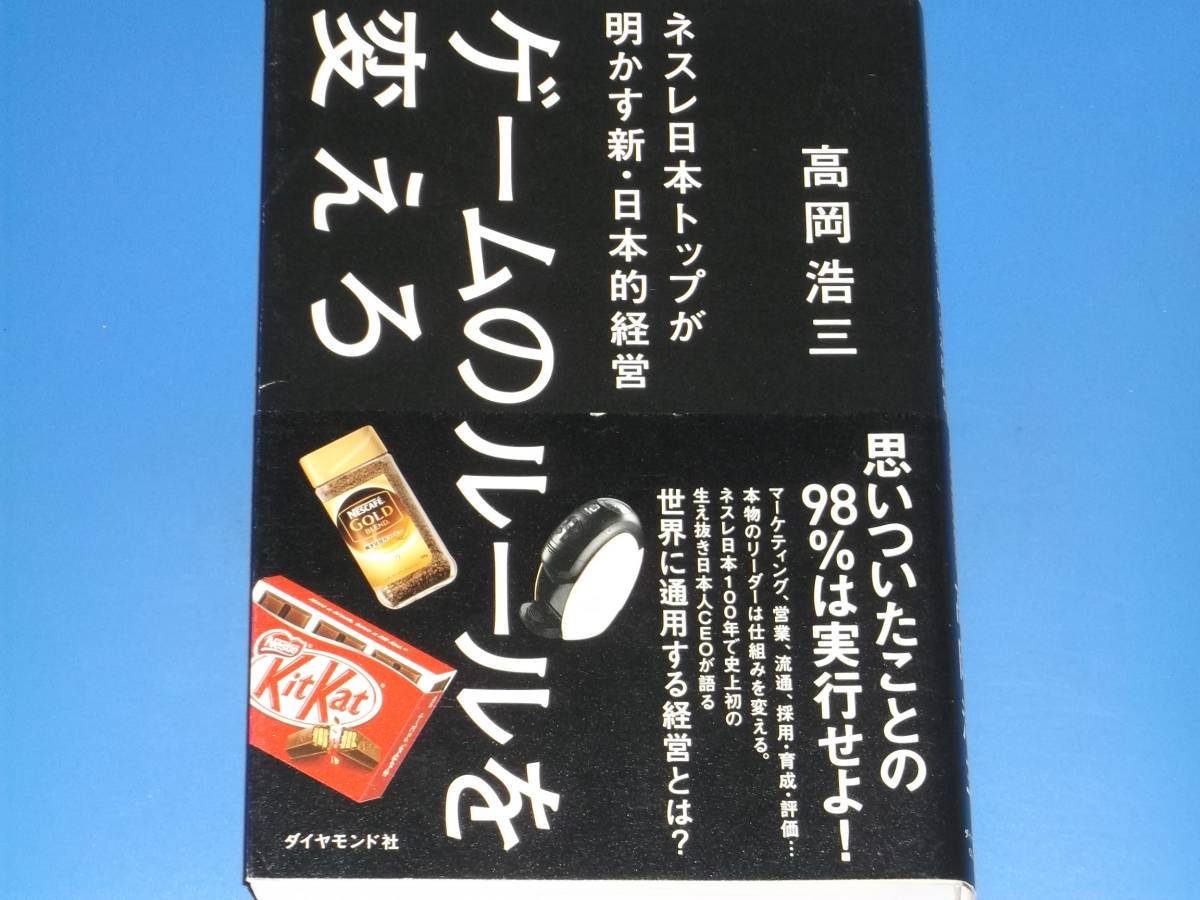 高岡浩三
ネスレ日本トップが
明かす新・日本的経営
ゲームのルールを
変えろ
思いついたことの
98%は実行せよ!
マーケティング、営業、流通、採用・育成・評価…
本物のリーダーは仕組みを変える。
ネスレ日本100年で史上初の
生え抜き日本人CEOが語る
世界に通用する経営とは?
NESCAFÉ
GOLD
BLEND
Nestlé
KitKat
ダイヤモンド社